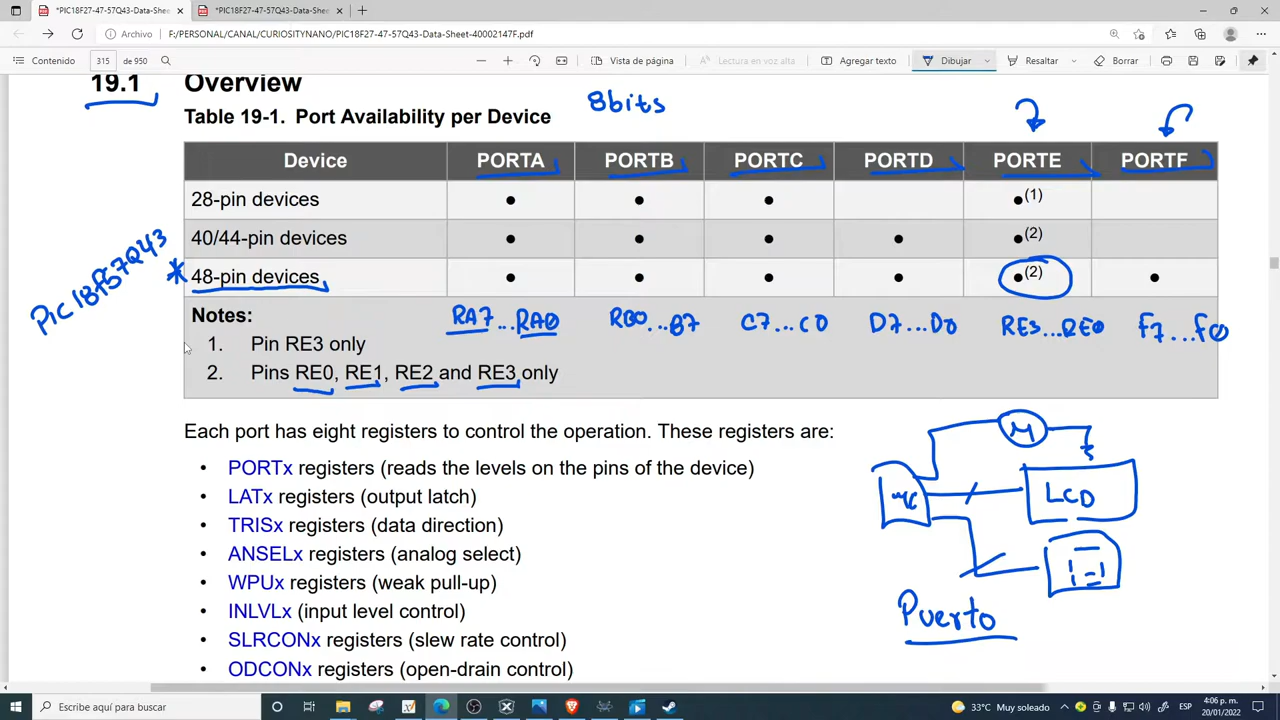 *PIC18F27-47-57Q43-Data-Sheet-40002147F.pdf
*PIC18F27-47-57Q43-Data-Sheet-
Archivo
F:/PERSONAL/CANAL/CURIOSITYNANO/PIC18F27-47-57Q43-Data-Sheet-40002147F.pdf
Contenido 315 de 950 Vista de página Lectura en voz alta Agregar texto Dibujar Resaltar Borrar
19.1 Overview
8bits
Table 19-1. Port Availability per Device
Device PORTA PORTB PORTC PORTD PORTE PORTF
28-pin devices • • • •(1)
40/44-pin devices • • • • •(2)
PIC18F57Q43
* 48-pin devices • • • • •(2) •
Notes:
RA7...RA0 RB0...B7 C7...C0 D7...D0 RE3...RE0 F7...F0
1. Pin RE3 only
2. Pins RE0, RE1, RE2 and RE3 only
Each port has eight registers to control the operation. These registers are:
• PORTx registers (reads the levels on the pins of the device)
• LATx registers (output latch)
• TRISx registers (data direction)
• ANSELx registers (analog select)
• WPUx registers (weak pull-up)
• INLVLx (input level control)
• SLRCONx registers (slew rate control)
• ODCONx registers (open-drain control)
M
LCD
Puerto
Escribe aquí para buscar
33°C Muy soleado
ESP
4:06 p. m.
20/01/2022